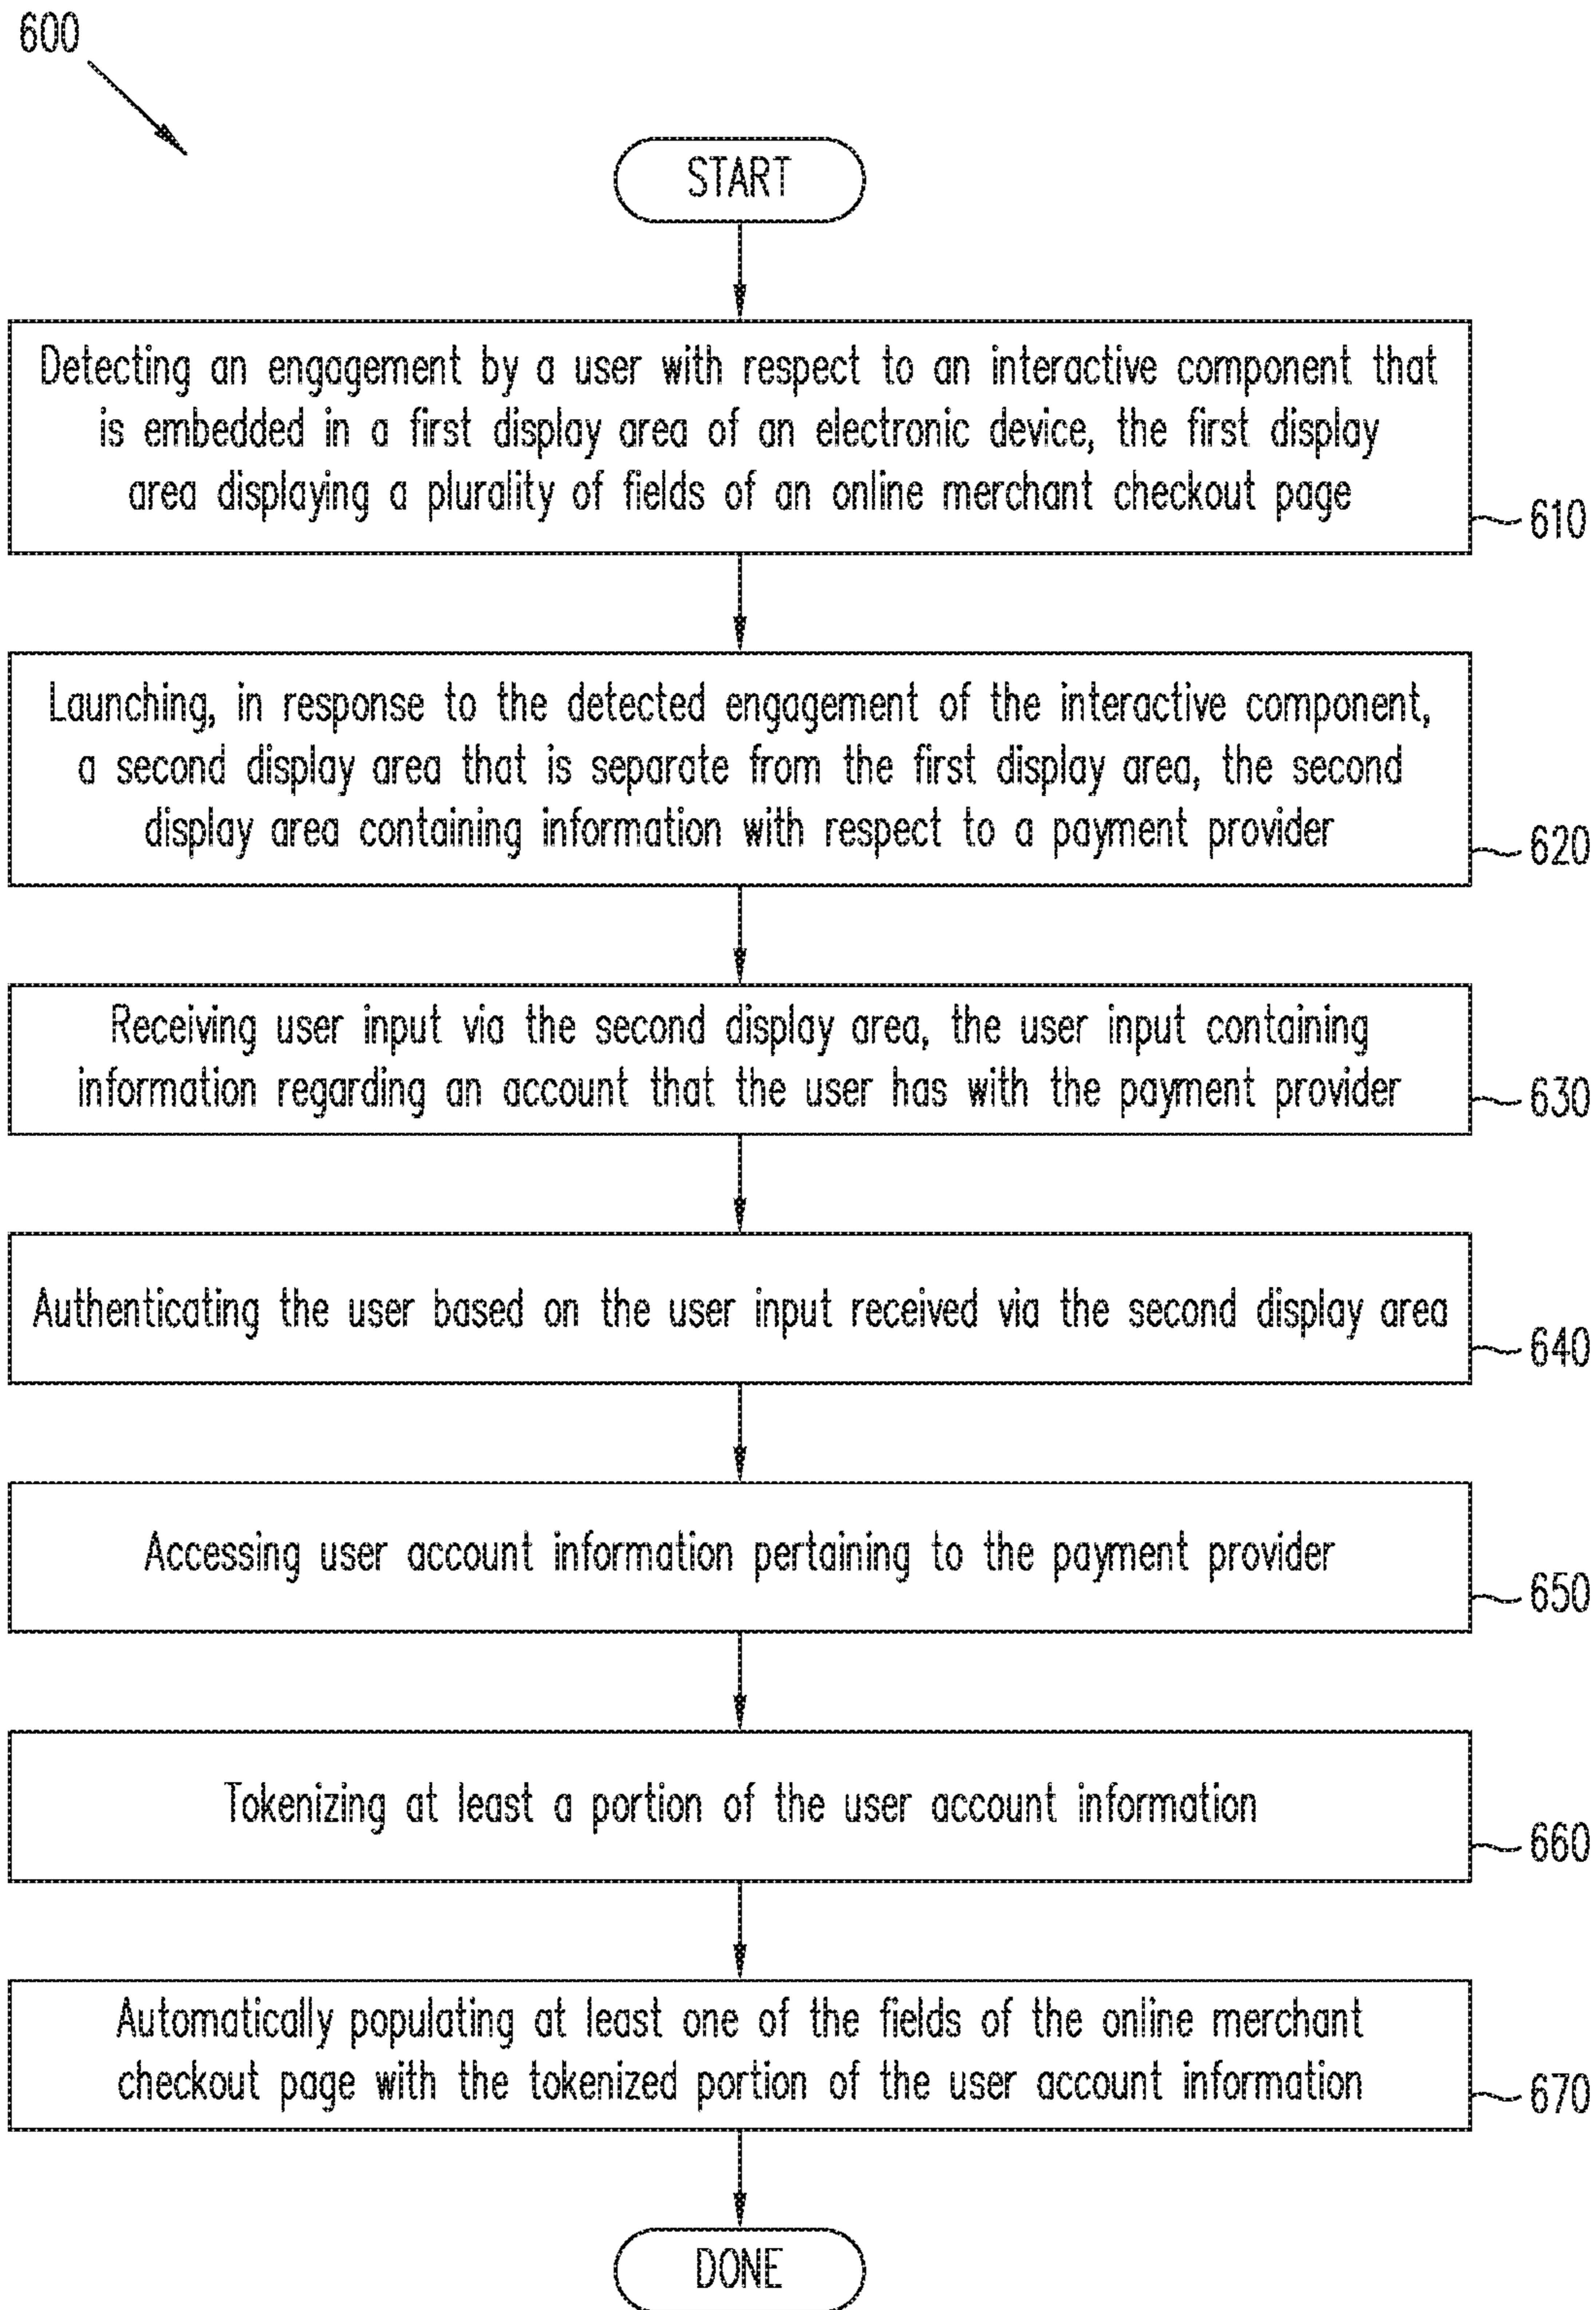 600
START
Detecting an engagement by a user with respect to an interactive component that
is embedded in a first display area of an electronic device, the first display
area displaying a plurality of fields of an online merchant checkout page
610
Launching, in response to the detected engagement of the interactive component,
a second display area that is separate from the first display area, the second
display area containing information with respect to a payment provider
620
Receiving user input via the second display area, the user input containing
information regarding an account that the user has with the payment provider
630
Authenticating the user based on the user input received via the second display area
640
Accessing user account information pertaining to the payment provider
650
Tokenizing at least a portion of the user account information
660
Automatically populating at least one of the fields of the online merchant
checkout page with the tokenized portion of the user account information
670
DONE